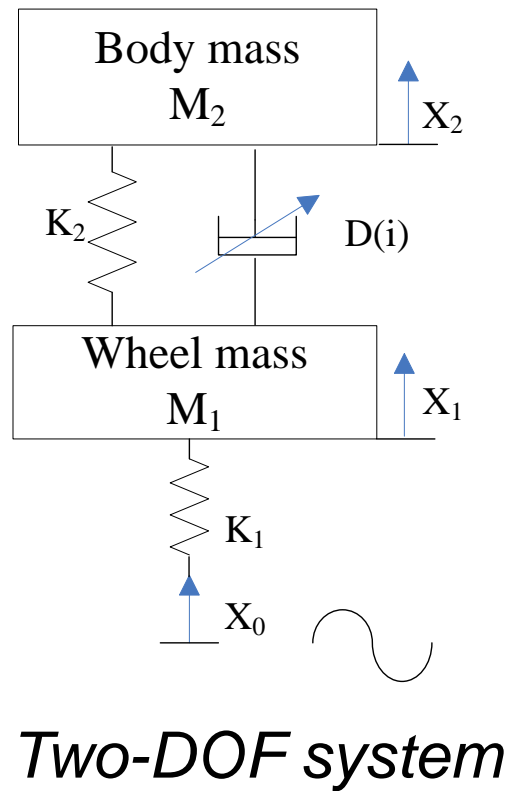 Body mass
M₂
X₂
K₂
D(i)
Wheel mass
M₁
X₁
K₁
X₀
Two-DOF system